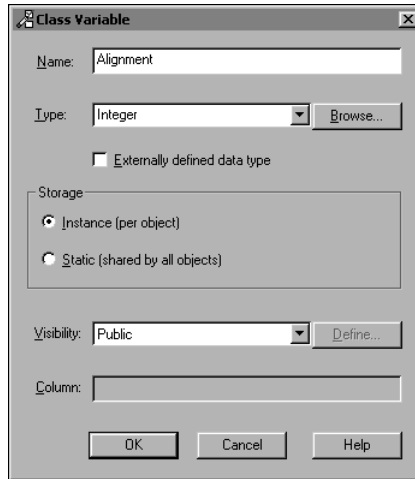 Class Variable
Name: Alignment
Type: Integer Browse...
Externally defined data type
Storage
Instance (per object)
Static (shared by all objects)
Visibility: Public Define...
Column:
OK Cancel Help